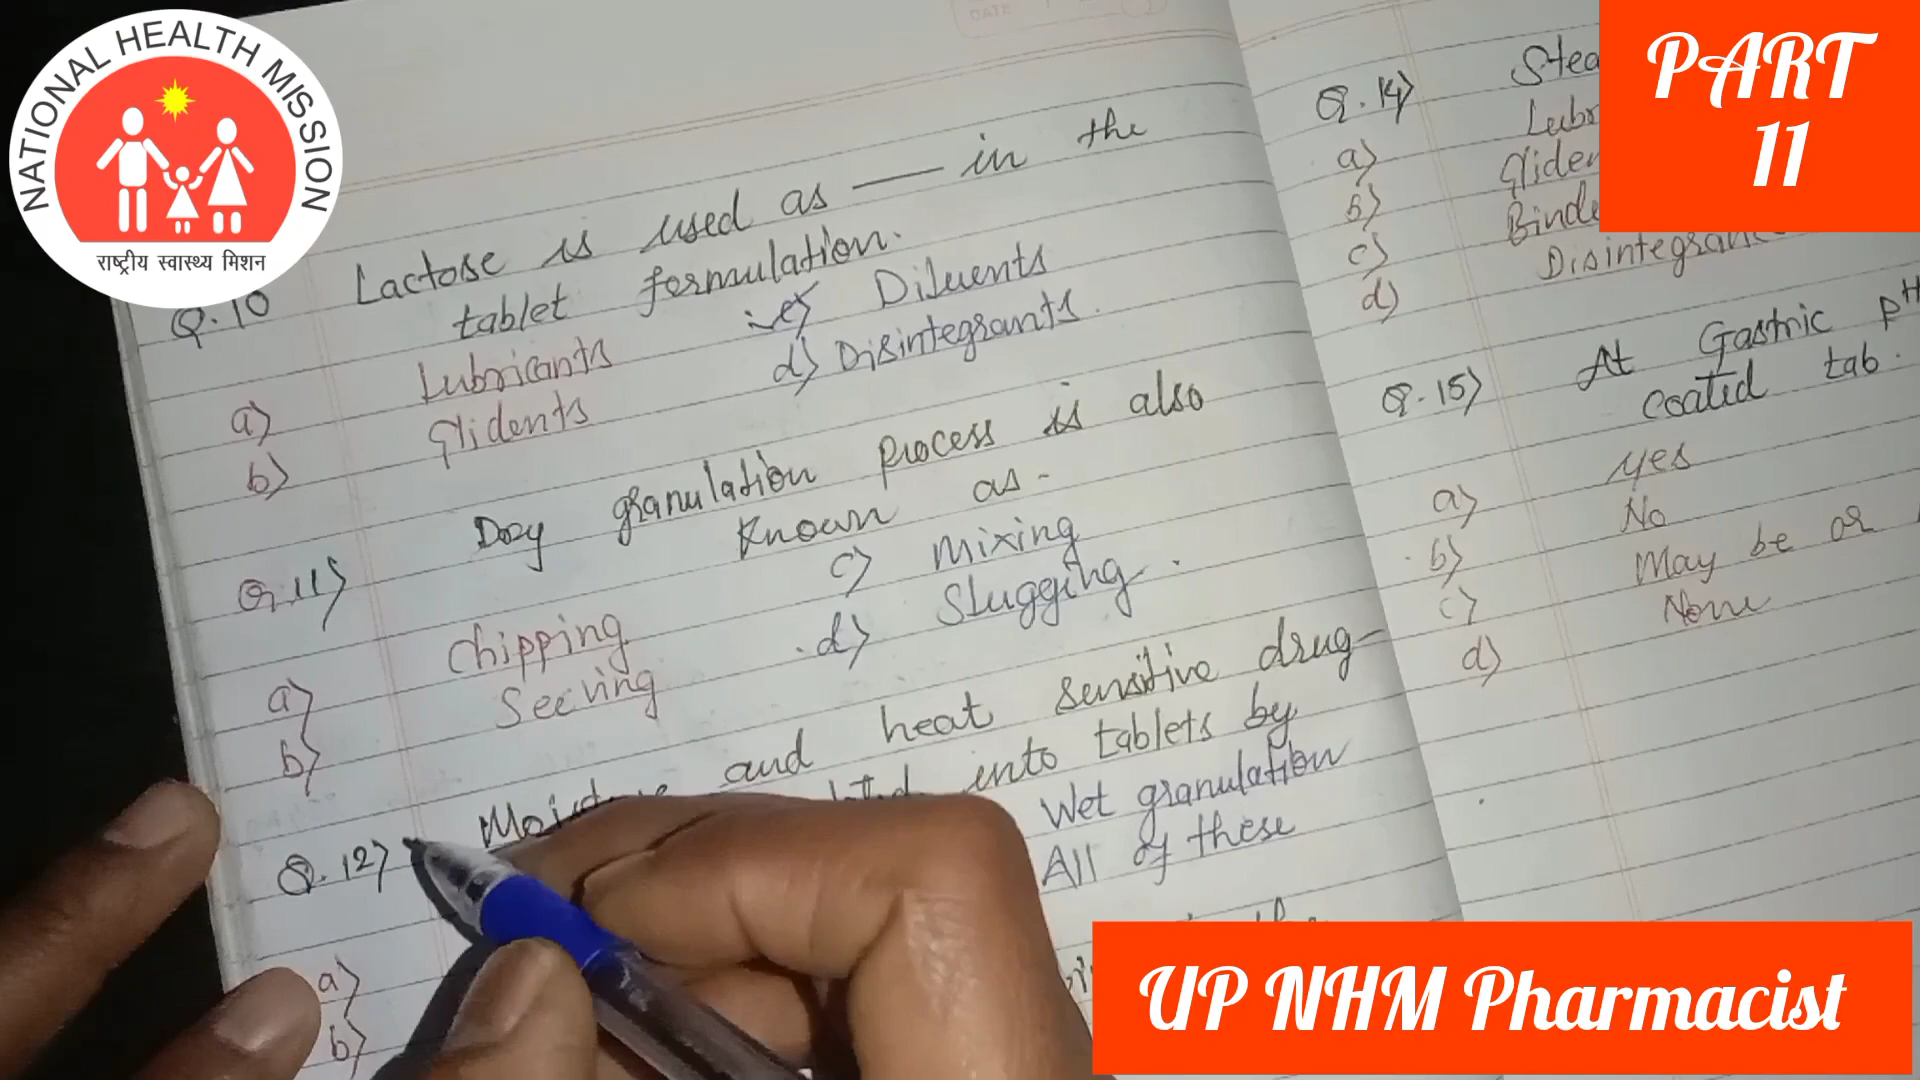 NATIONAL HEALTH MISSION
राष्ट्रीय स्वास्थ्य मिशन
PART
11
DATE
Q.10 Lactose is used as — in the
tablet formulation.
a) Lubricants c) Diluents
b) Glidents d) Disintegrants.
Q.11) Dry granulation process is also
Known as -
a) Chipping c) Mixing
b) Seeving d) Slugging.
Q.12) and heat sensitive drug-
into tablets by
Wet granulation
All of these
a)
b)
Q.14)
a)
b)
c) Disintegrant
d)
Q.15) At Gastric pH
coated tab.
a) yes
b) No
c) May be or
d) None
UP NHM Pharmacist